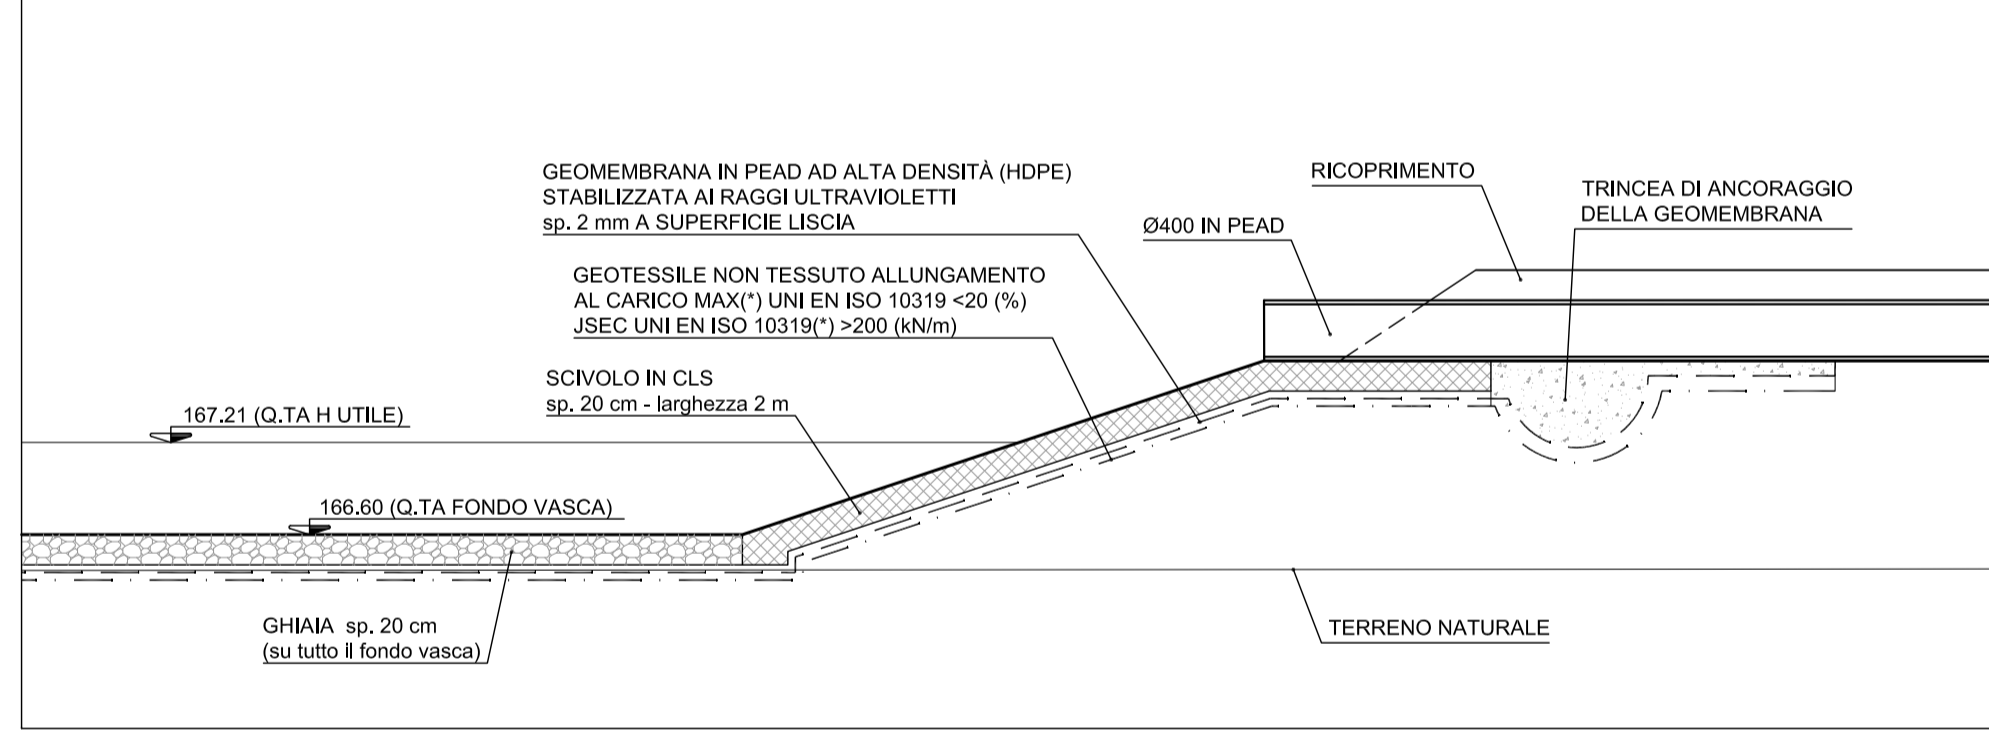 GEOMEMBRANA IN PEAD AD ALTA DENSITÀ (HDPE)
STABILIZZATA AI RAGGI ULTRAVIOLETTI
sp. 2 mm A SUPERFICIE LISCIA
RICOPRIMENTO
TRINCEA DI ANCORAGGIO
DELLA GEOMEMBRANA
Ø400 IN PEAD
GEOTESSILE NON TESSUTO ALLUNGAMENTO
AL CARICO MAX(*) UNI EN ISO 10319 <20 (%)
JSEC UNI EN ISO 10319(*) >200 (kN/m)
SCIVOLO IN CLS
sp. 20 cm - larghezza 2 m
167.21 (Q.TA H UTILE)
166.60 (Q.TA FONDO VASCA)
GHIAIA sp. 20 cm
(su tutto il fondo vasca)
TERRENO NATURALE